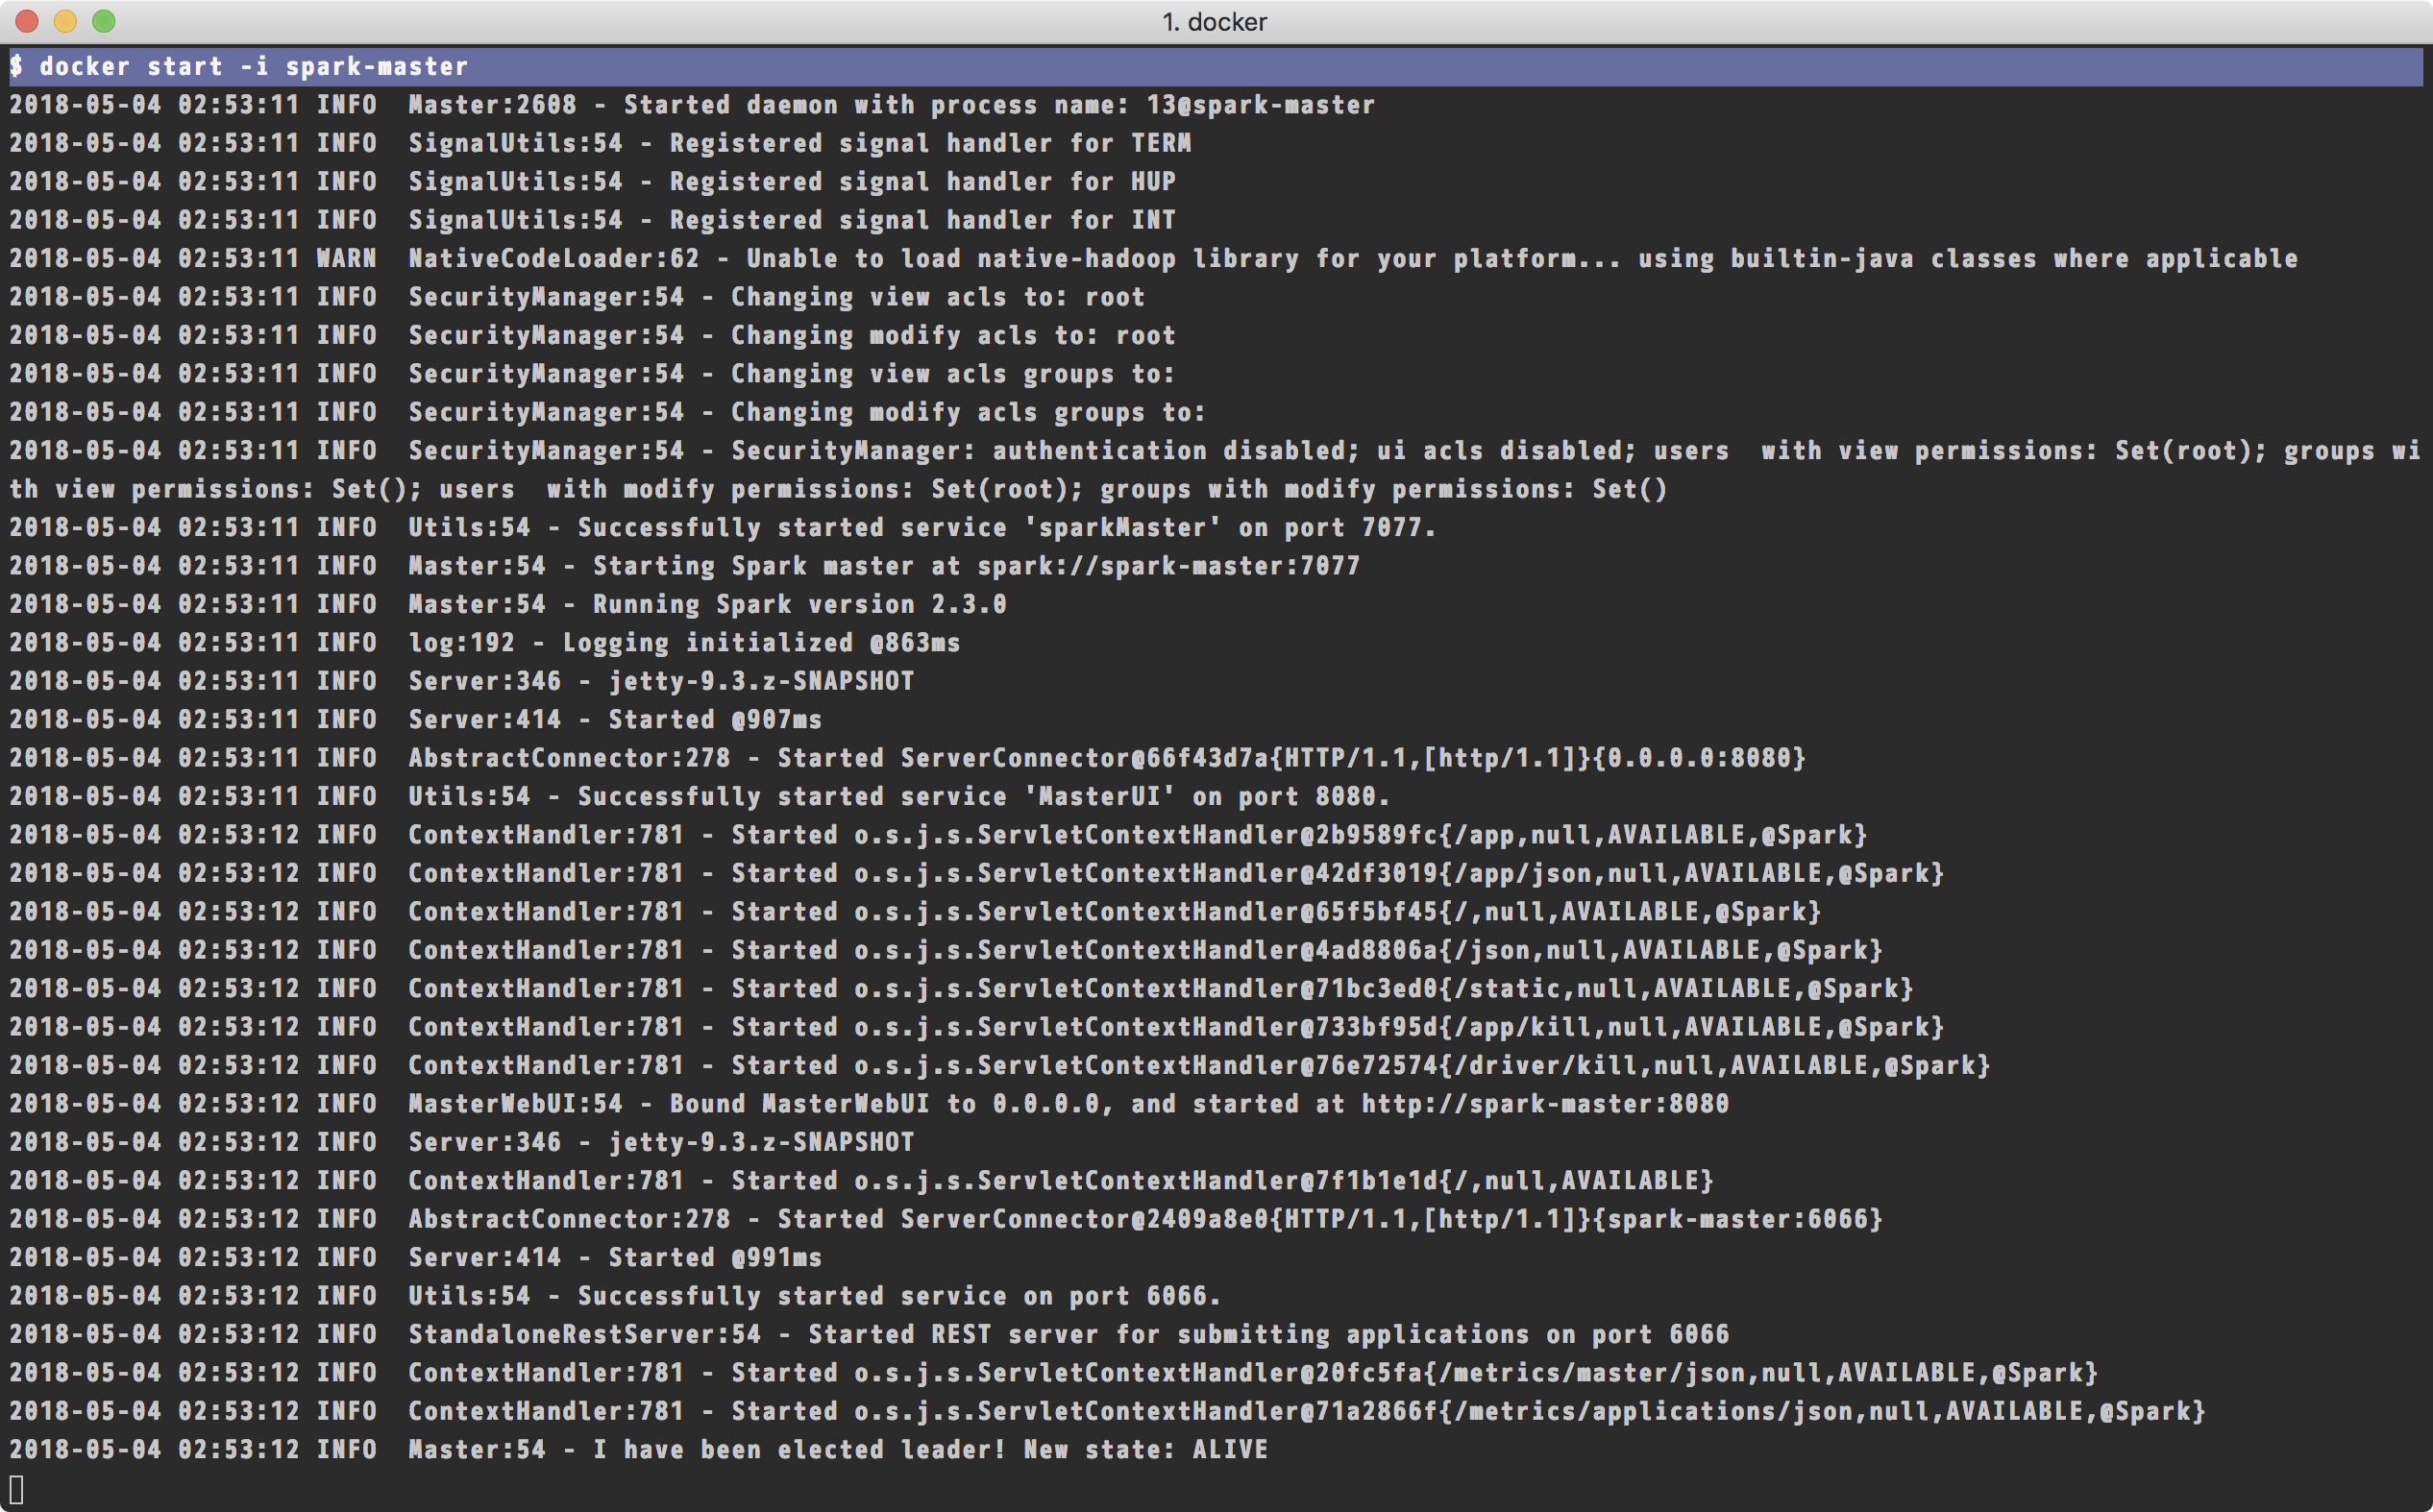 1. docker
$ docker start -i spark-master
2018-05-04 02:53:11 INFO  Master:2608 - Started daemon with process name: 13@spark-master
2018-05-04 02:53:11 INFO  SignalUtils:54 - Registered signal handler for TERM
2018-05-04 02:53:11 INFO  SignalUtils:54 - Registered signal handler for HUP
2018-05-04 02:53:11 INFO  SignalUtils:54 - Registered signal handler for INT
2018-05-04 02:53:11 WARN  NativeCodeLoader:62 - Unable to load native-hadoop library for your platform... using builtin-java classes where applicable
2018-05-04 02:53:11 INFO  SecurityManager:54 - Changing view acls to: root
2018-05-04 02:53:11 INFO  SecurityManager:54 - Changing modify acls to: root
2018-05-04 02:53:11 INFO  SecurityManager:54 - Changing view acls groups to:
2018-05-04 02:53:11 INFO  SecurityManager:54 - Changing modify acls groups to:
2018-05-04 02:53:11 INFO  SecurityManager:54 - SecurityManager: authentication disabled; ui acls disabled; users  with view permissions: Set(root); groups wi
th view permissions: Set(); users  with modify permissions: Set(root); groups with modify permissions: Set()
2018-05-04 02:53:11 INFO  Utils:54 - Successfully started service 'sparkMaster' on port 7077.
2018-05-04 02:53:11 INFO  Master:54 - Starting Spark master at spark://spark-master:7077
2018-05-04 02:53:11 INFO  Master:54 - Running Spark version 2.3.0
2018-05-04 02:53:11 INFO  log:192 - Logging initialized @863ms
2018-05-04 02:53:11 INFO  Server:346 - jetty-9.3.z-SNAPSHOT
2018-05-04 02:53:11 INFO  Server:414 - Started @907ms
2018-05-04 02:53:11 INFO  AbstractConnector:278 - Started ServerConnector@66f43d7a{HTTP/1.1,[http/1.1]}{0.0.0.0:8080}
2018-05-04 02:53:11 INFO  Utils:54 - Successfully started service 'MasterUI' on port 8080.
2018-05-04 02:53:12 INFO  ContextHandler:781 - Started o.s.j.s.ServletContextHandler@2b9589fc{/app,null,AVAILABLE,@Spark}
2018-05-04 02:53:12 INFO  ContextHandler:781 - Started o.s.j.s.ServletContextHandler@42df3019{/app/json,null,AVAILABLE,@Spark}
2018-05-04 02:53:12 INFO  ContextHandler:781 - Started o.s.j.s.ServletContextHandler@65f5bf45{/,null,AVAILABLE,@Spark}
2018-05-04 02:53:12 INFO  ContextHandler:781 - Started o.s.j.s.ServletContextHandler@4ad8806a{/json,null,AVAILABLE,@Spark}
2018-05-04 02:53:12 INFO  ContextHandler:781 - Started o.s.j.s.ServletContextHandler@71bc3ed0{/static,null,AVAILABLE,@Spark}
2018-05-04 02:53:12 INFO  ContextHandler:781 - Started o.s.j.s.ServletContextHandler@733bf95d{/app/kill,null,AVAILABLE,@Spark}
2018-05-04 02:53:12 INFO  ContextHandler:781 - Started o.s.j.s.ServletContextHandler@76e72574{/driver/kill,null,AVAILABLE,@Spark}
2018-05-04 02:53:12 INFO  MasterWebUI:54 - Bound MasterWebUI to 0.0.0.0, and started at http://spark-master:8080
2018-05-04 02:53:12 INFO  Server:346 - jetty-9.3.z-SNAPSHOT
2018-05-04 02:53:12 INFO  ContextHandler:781 - Started o.s.j.s.ServletContextHandler@7f1b1e1d{/,null,AVAILABLE}
2018-05-04 02:53:12 INFO  AbstractConnector:278 - Started ServerConnector@2409a8e0{HTTP/1.1,[http/1.1]}{spark-master:6066}
2018-05-04 02:53:12 INFO  Server:414 - Started @991ms
2018-05-04 02:53:12 INFO  Utils:54 - Successfully started service on port 6066.
2018-05-04 02:53:12 INFO  StandaloneRestServer:54 - Started REST server for submitting applications on port 6066
2018-05-04 02:53:12 INFO  ContextHandler:781 - Started o.s.j.s.ServletContextHandler@20fc5fa{/metrics/master/json,null,AVAILABLE,@Spark}
2018-05-04 02:53:12 INFO  ContextHandler:781 - Started o.s.j.s.ServletContextHandler@71a2866f{/metrics/applications/json,null,AVAILABLE,@Spark}
2018-05-04 02:53:12 INFO  Master:54 - I have been elected leader! New state: ALIVE